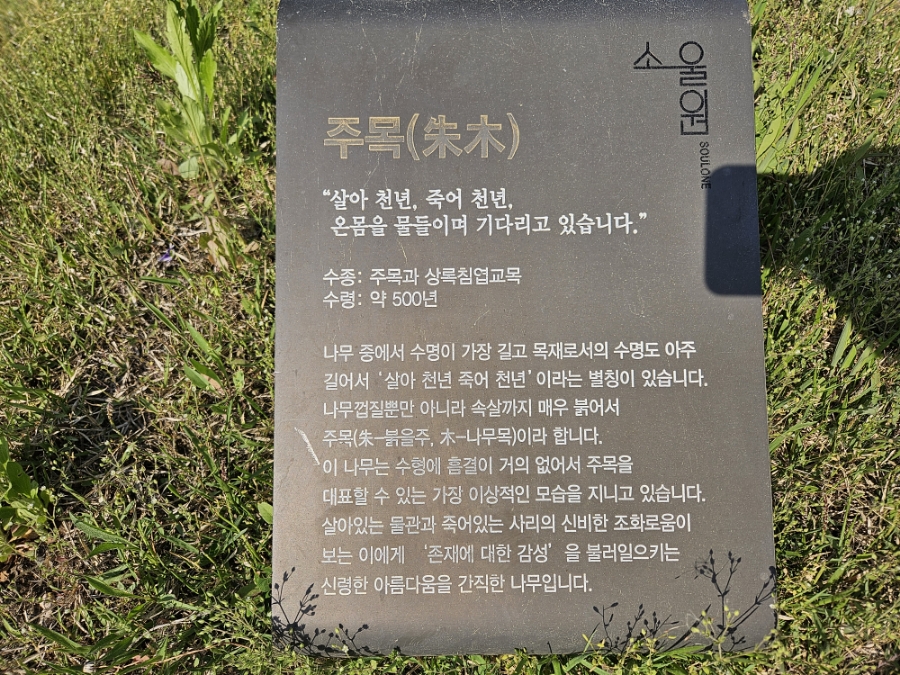 소울원
SOULONE
주목(朱木)
“살아 천년, 죽어 천년,
온몸을 물들이며 기다리고 있습니다.”
수종: 주목과 상록침엽교목
수령: 약 500년
나무 중에서 수명이 가장 길고 목재로서의 수명도 아주
길어서 ‘살아 천년 죽어 천년’이라는 별칭이 있습니다.
나무껍질뿐만 아니라 속살까지 매우 붉어서
주목(朱-붉을주, 木-나무목)이라 합니다.
이 나무는 수형에 흠결이 거의 없어서 주목을
대표할 수 있는 가장 이상적인 모습을 지니고 있습니다.
살아있는 물관과 죽어있는 사리의 신비한 조화로움이
보는 이에게 ‘존재에 대한 감성’을 불러일으키는
신령한 아름다움을 간직한 나무입니다.